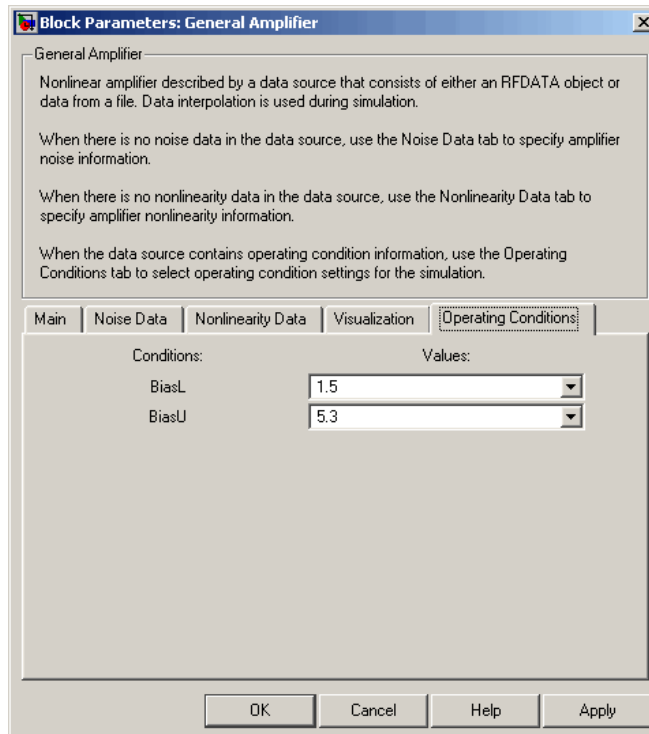 Block Parameters: General Amplifier
General Amplifier
Nonlinear amplifier described by a data source that consists of either an RFDATA object or
data from a file. Data interpolation is used during simulation.
When there is no noise data in the data source, use the Noise Data tab to specify amplifier
noise information.
When there is no nonlinearity data in the data source, use the Nonlinearity Data tab to
specify amplifier nonlinearity information.
When the data source contains operating condition information, use the Operating
Conditions tab to select operating condition settings for the simulation.
Main Noise Data Nonlinearity Data Visualization Operating Conditions
Conditions: Values:
BiasL 1.5
BiasU 5.3
OK Cancel Help Apply